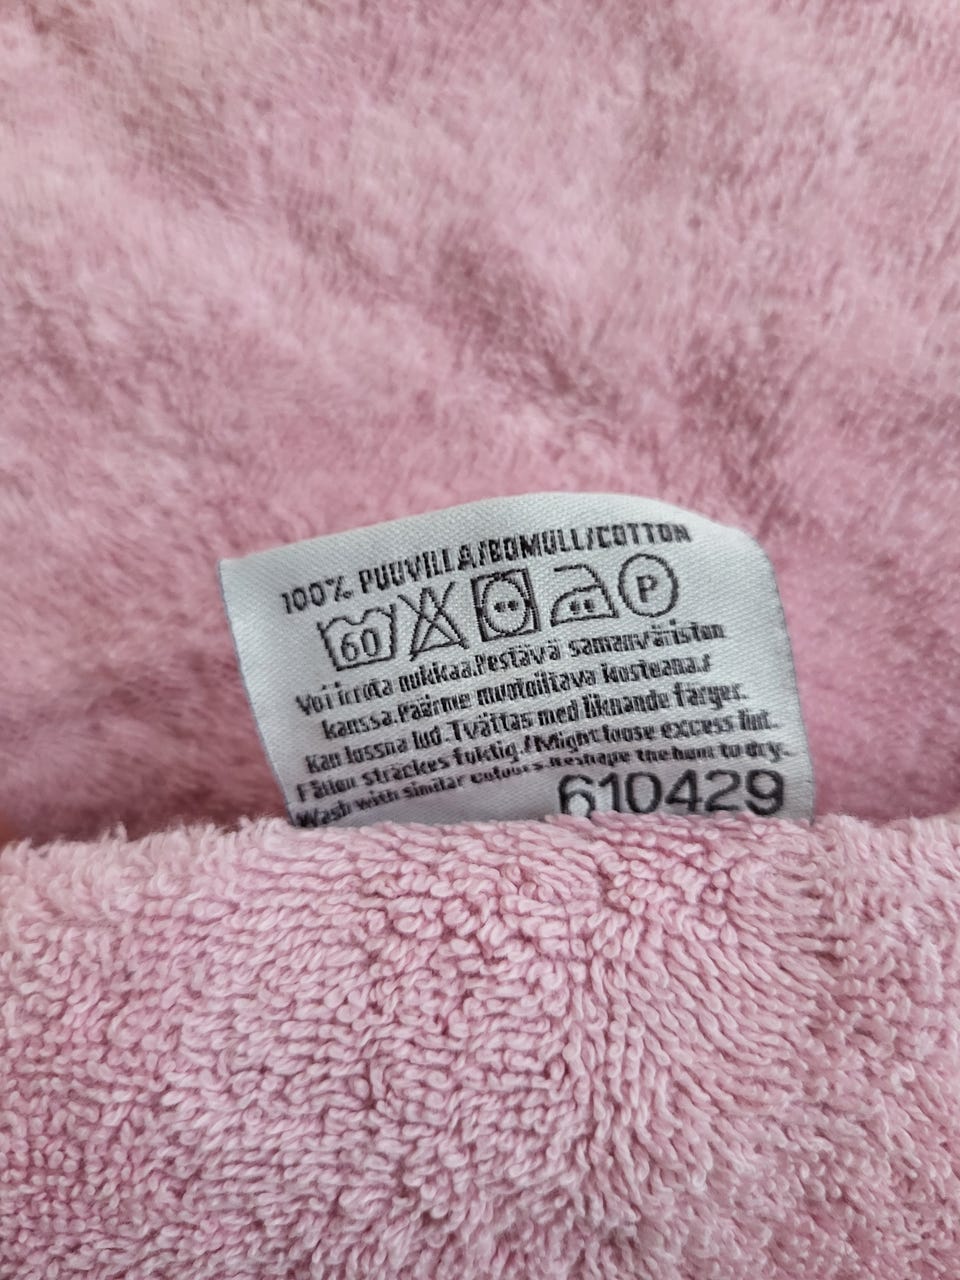 100% PUUVILLA/BOMULL/COTTON
60 P
Voi irrota nukkaa.Pestävä samanväristen
kanssa.Päärme muotoiltava kosteana./
Kan lossna lud.Tvättas med liknande färger.
Fållen sträckes fuktig./Might loose excess lint.
Wash with similar colours.Reshape the hem to dry.
610429